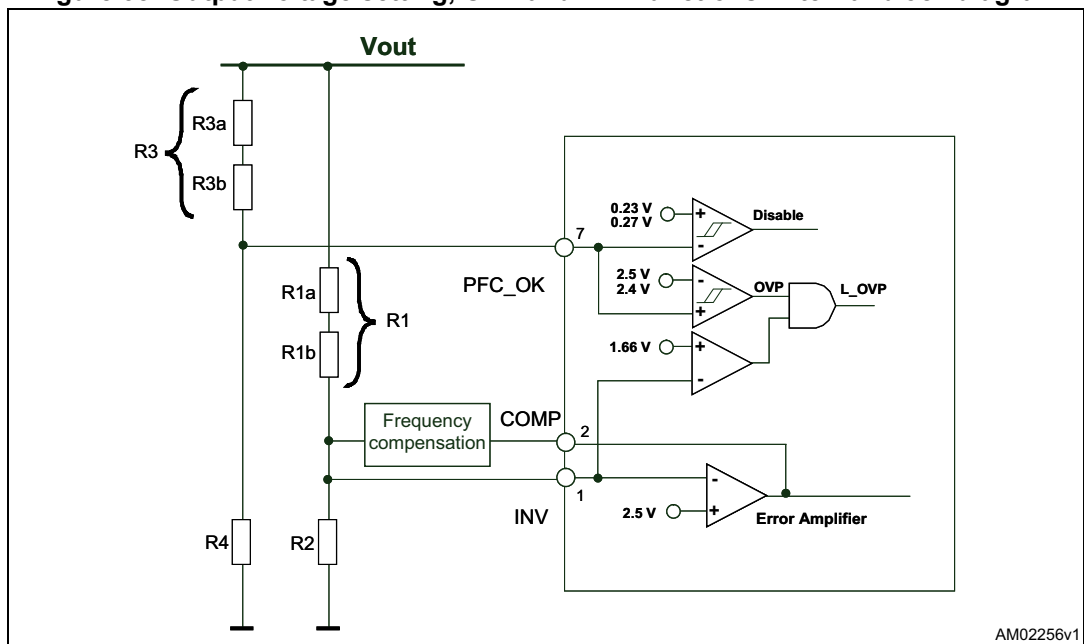 Vout
R3a
R3
R3b
0.23 V
0.27 V
+
-
Disable
7
PFC_OK
2.5 V
2.4 V
-
+
OVP
L_OVP
R1a
R1
R1b
1.66 V
+
-
Frequency
compensation
COMP
2
1
INV
-
+
2.5 V
Error Amplifier
R4
R2
AM02256v1